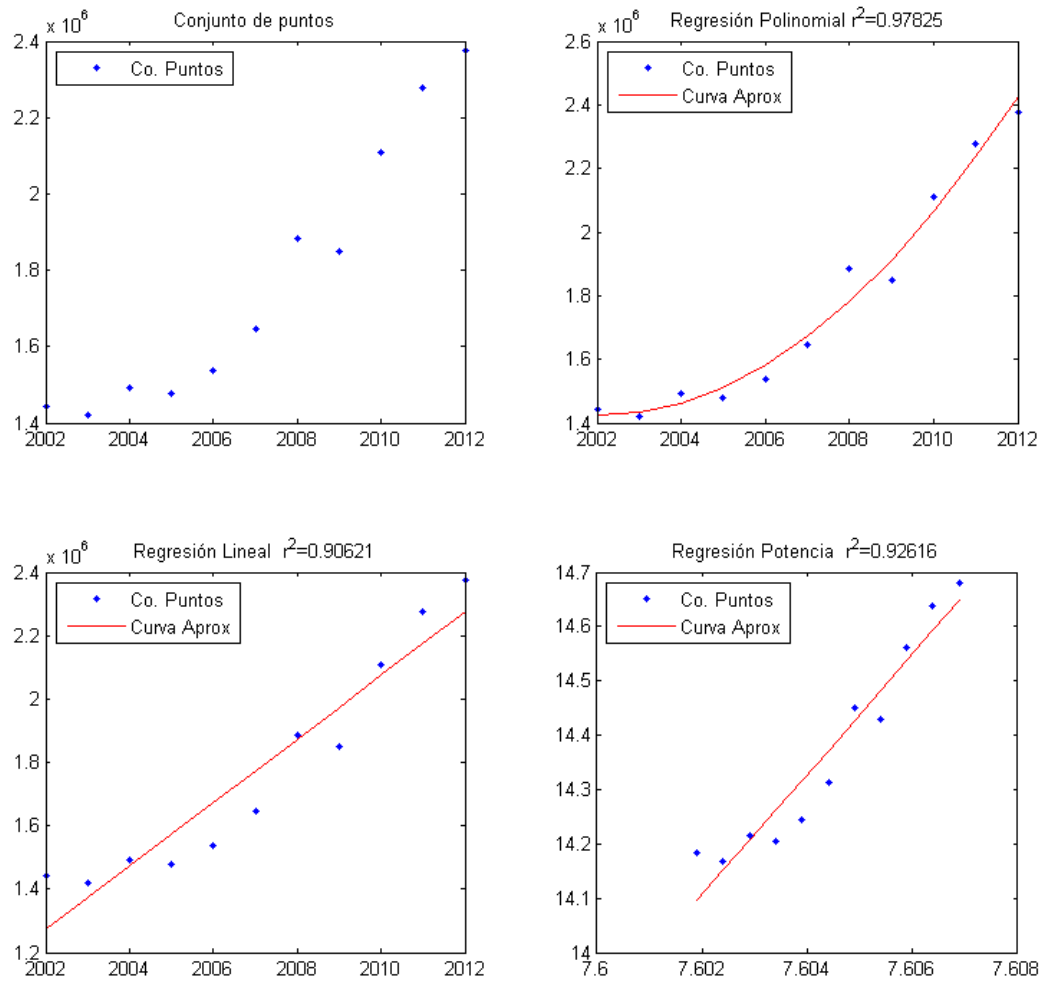 Conjunto de puntos
x 10^6
Co. Puntos
2.4
2.2
2
1.8
1.6
1.4
2002 2004 2006 2008 2010 2012
Regresión Polinomial r^2=0.97825
x 10^6
Co. Puntos
Curva Aprox
2.6
2.4
2.2
2
1.8
1.6
1.4
2002 2004 2006 2008 2010 2012
Regresión Lineal r^2=0.90621
x 10^6
Co. Puntos
Curva Aprox
2.4
2.2
2
1.8
1.6
1.4
1.2
2002 2004 2006 2008 2010 2012
Regresión Potencia r^2=0.92616
Co. Puntos
Curva Aprox
14.7
14.6
14.5
14.4
14.3
14.2
14.1
14
7.6 7.602 7.604 7.606 7.608